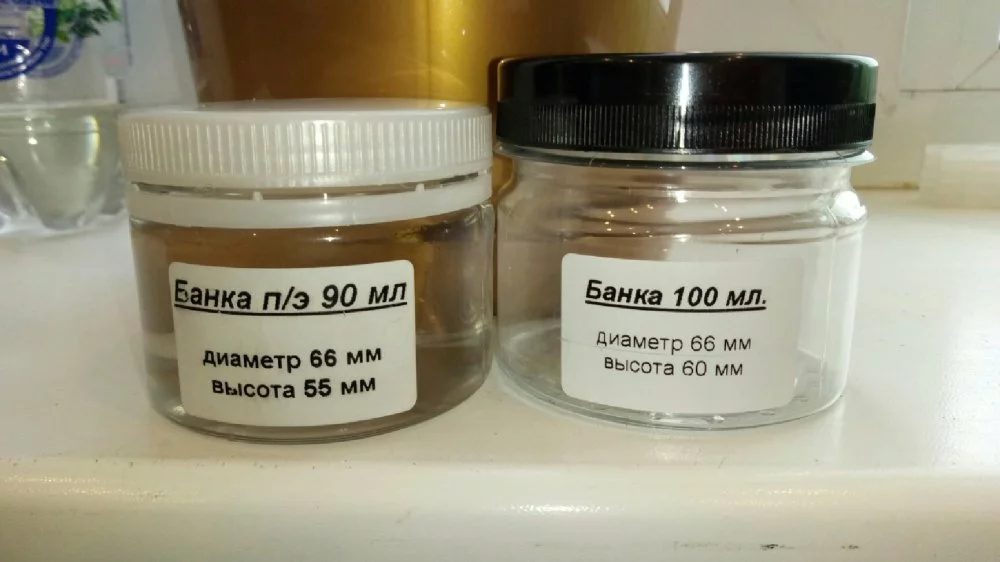 Банка п/э 90 мл
диаметр 66 мм
высота 55 мм
Банка 100 мл.
диаметр 66 мм
высота 60 мм